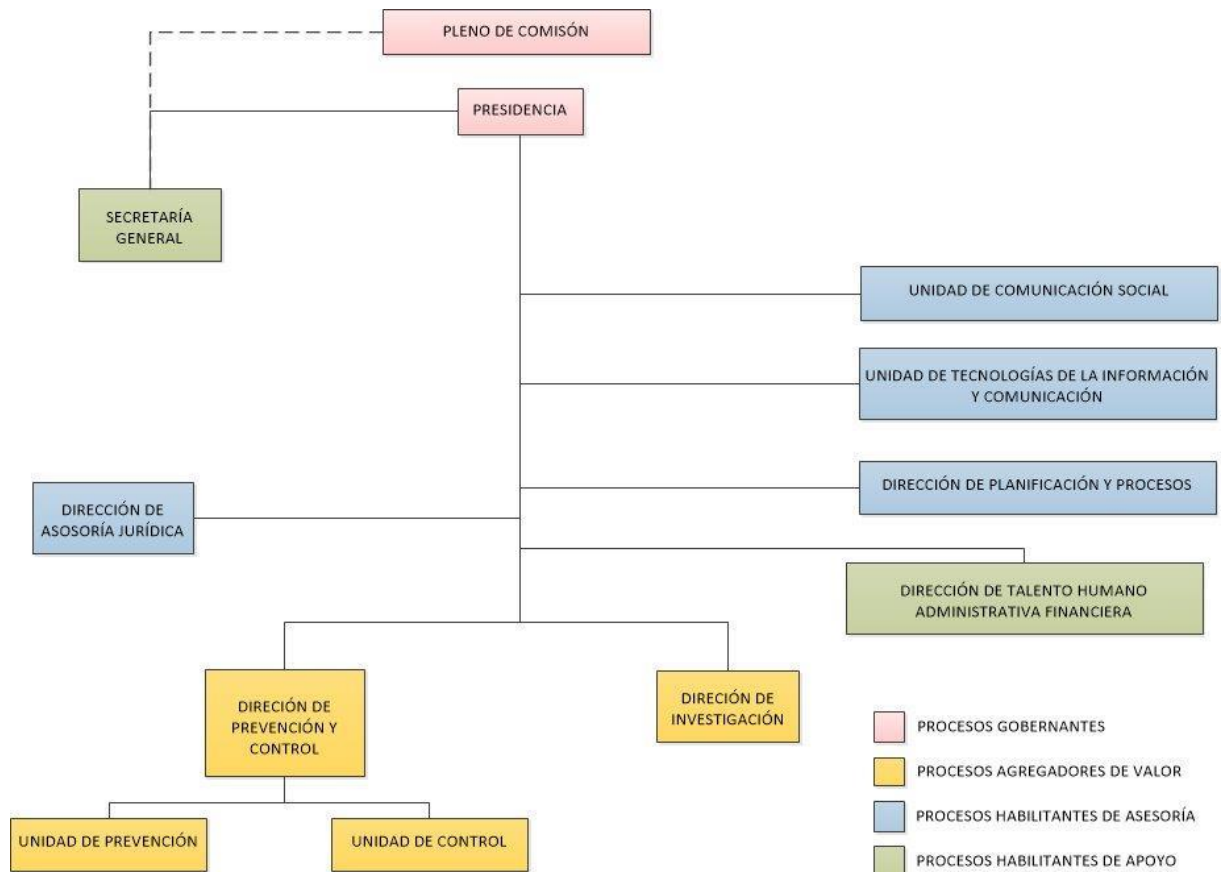 PLENO DE COMISÓN
PRESIDENCIA
SECRETARÍA
GENERAL
UNIDAD DE COMUNICACIÓN SOCIAL
UNIDAD DE TECNOLOGÍAS DE LA INFORMACIÓN
Y COMUNICACIÓN
DIRECCIÓN DE PLANIFICACIÓN Y PROCESOS
DIRECCIÓN DE
ASOSORÍA JURÍDICA
DIRECCIÓN DE TALENTO HUMANO
ADMINISTRATIVA FINANCIERA
DIRECIÓN DE
PREVENCIÓN Y
CONTROL
DIRECIÓN DE
INVESTIGACIÓN
UNIDAD DE PREVENCIÓN
UNIDAD DE CONTROL
PROCESOS GOBERNANTES
PROCESOS AGREGADORES DE VALOR
PROCESOS HABILITANTES DE ASESORÍA
PROCESOS HABILITANTES DE APOYO